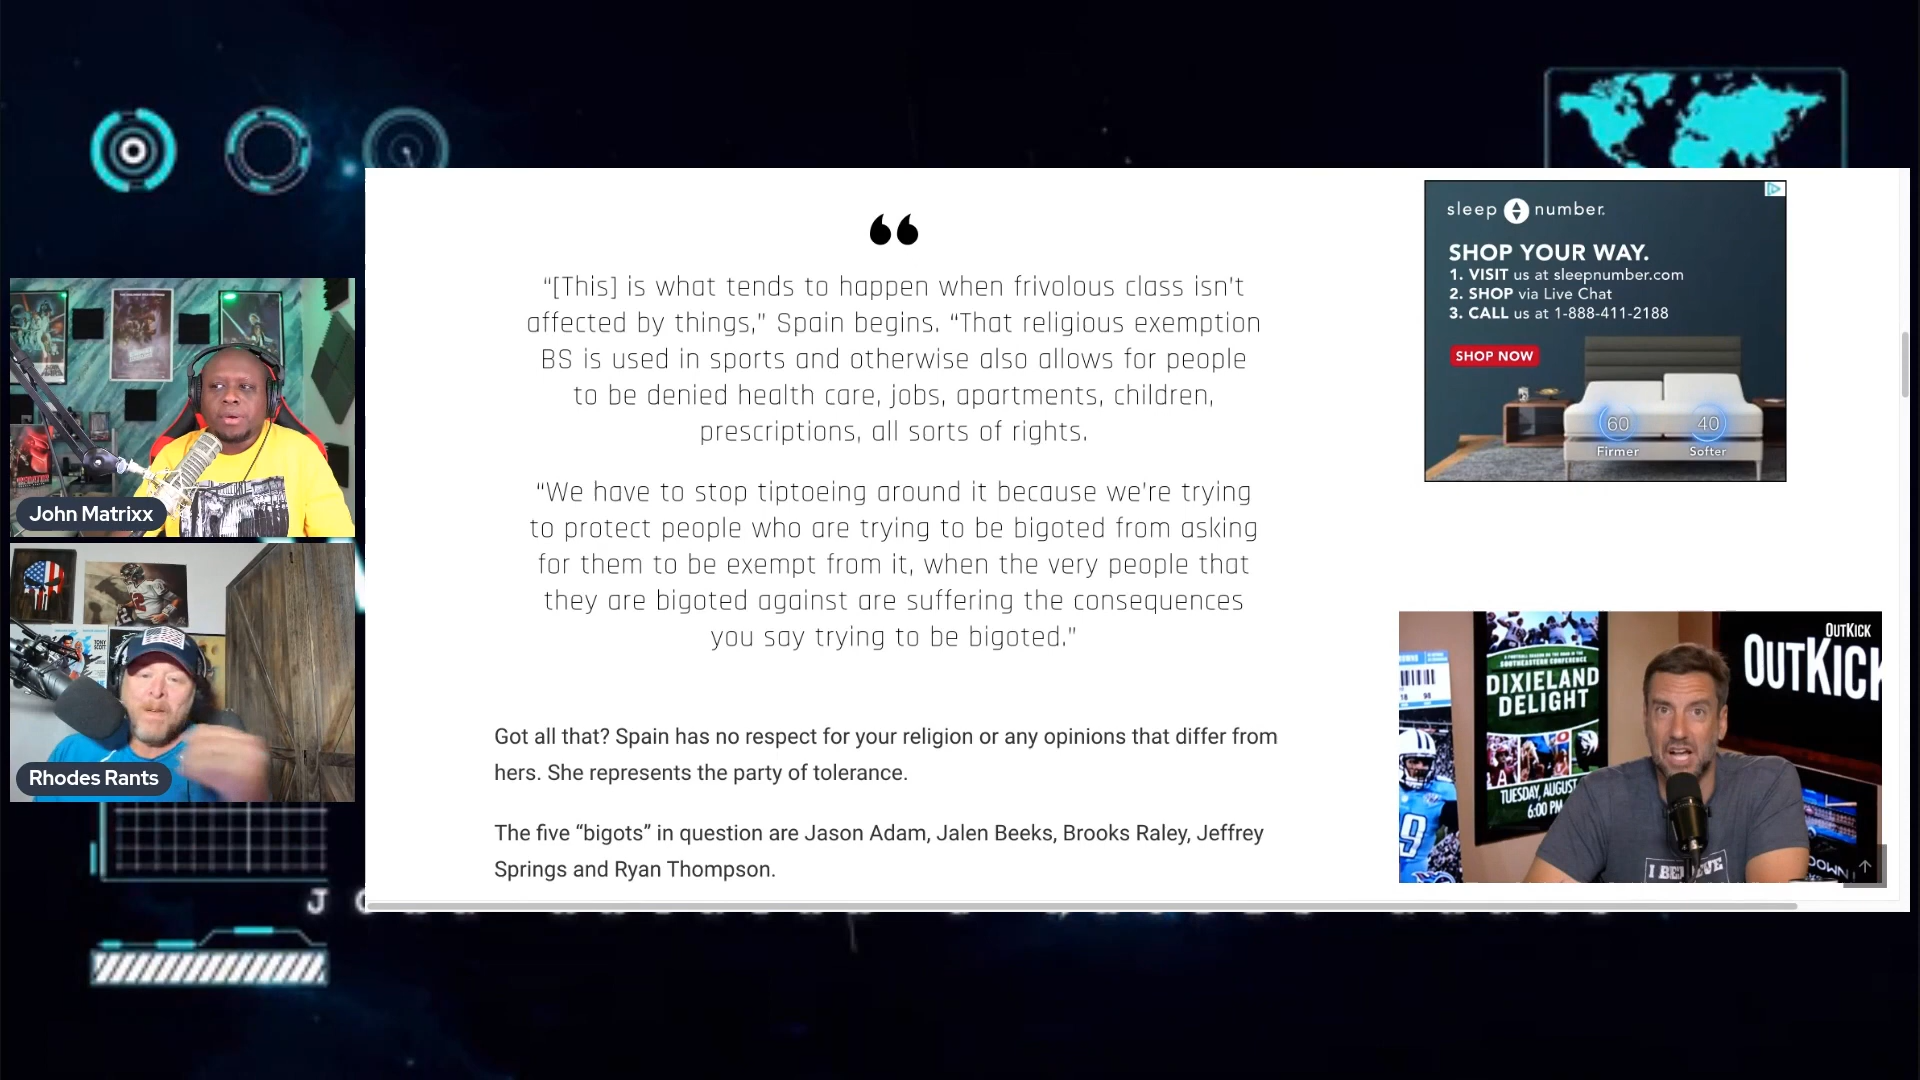 “[This] is what tends to happen when frivolous class isn’t
affected by things,” Spain begins. “That religious exemption
BS is used in sports and otherwise also allows for people
to be denied health care, jobs, apartments, children,
prescriptions, all sorts of rights.
“We have to stop tiptoeing around it because we’re trying
to protect people who are trying to be bigoted from asking
for them to be exempt from it, when the very people that
they are bigoted against are suffering the consequences
you say trying to be bigoted.”
Got all that? Spain has no respect for your religion or any opinions that differ from
hers. She represents the party of tolerance.
The five “bigots” in question are Jason Adam, Jalen Beeks, Brooks Raley, Jeffrey
Springs and Ryan Thompson.
sleep number.
SHOP YOUR WAY.
1. VISIT us at sleepnumber.com
2. SHOP via Live Chat
3. CALL us at 1-888-411-2188
SHOP NOW
60
40
Firmer
Softer
OUTKICK
OUTKICK
SOUTHEASTERN CONFERENCE
DIXIELAND
DELIGHT
TUESDAY, AUGUST
6:00 PM
I BELIEVE
DOWN
John Matrixx
Rhodes Rants